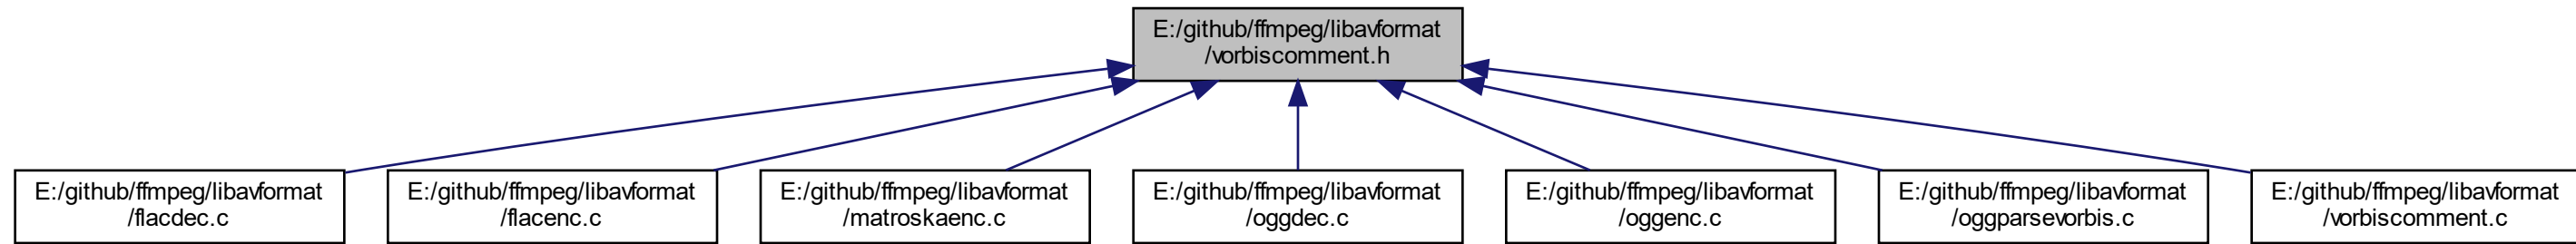 E:/github/ffmpeg/libavformat
/vorbiscomment.h
E:/github/ffmpeg/libavformat
/flacdec.c
E:/github/ffmpeg/libavformat
/flacenc.c
E:/github/ffmpeg/libavformat
/matroskaenc.c
E:/github/ffmpeg/libavformat
/oggdec.c
E:/github/ffmpeg/libavformat
/oggenc.c
E:/github/ffmpeg/libavformat
/oggparsevorbis.c
E:/github/ffmpeg/libavformat
/vorbiscomment.c